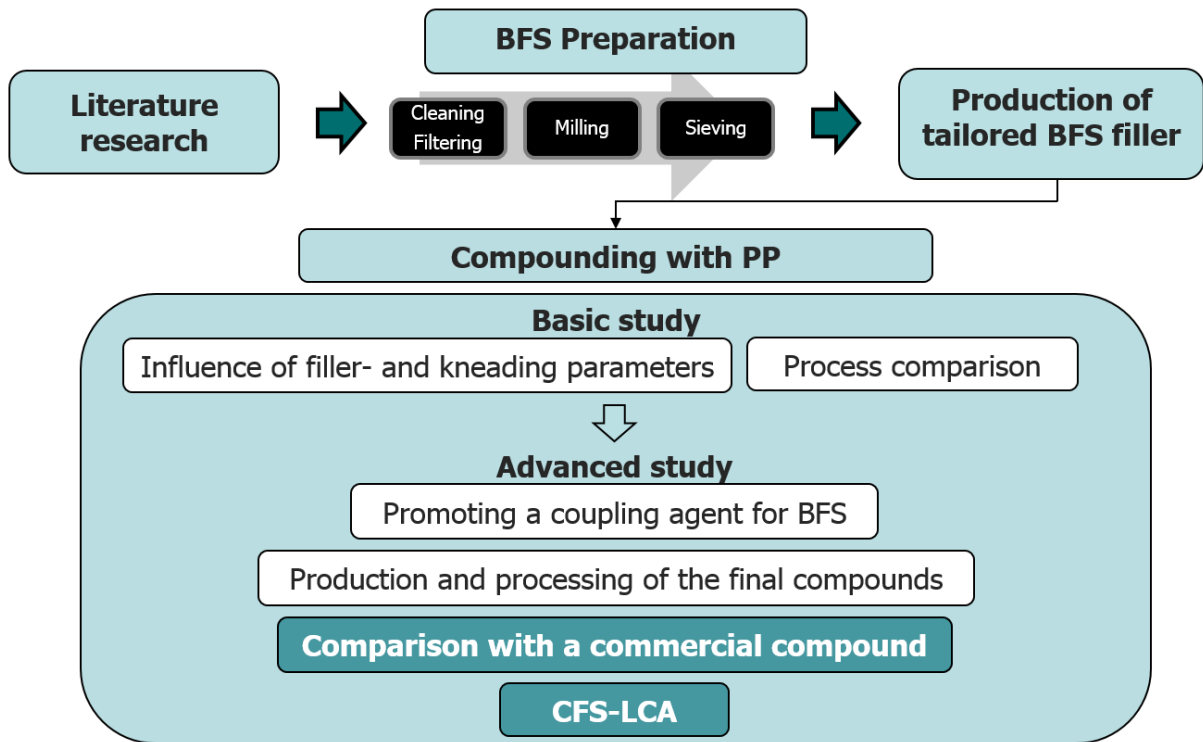 BFS Preparation
Literature
research
Cleaning
Filtering
Milling
Sieving
Production of
tailored BFS filler
Compounding with PP
Basic study
Influence of filler- and kneading parameters
Process comparison
Advanced study
Promoting a coupling agent for BFS
Production and processing of the final compounds
Comparison with a commercial compound
CFS-LCA